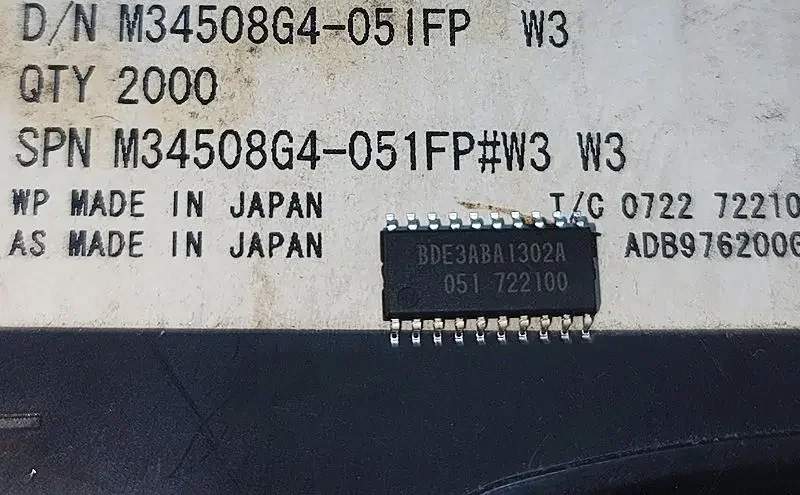 D/N M34508G4-051FP W3
QTY 2000
SPN M34508G4-051FP#W3 W3
WP MADE IN JAPAN T/C 0722 72210
AS MADE IN JAPAN ADB976200G
BDE3ABA1302A
051 722100